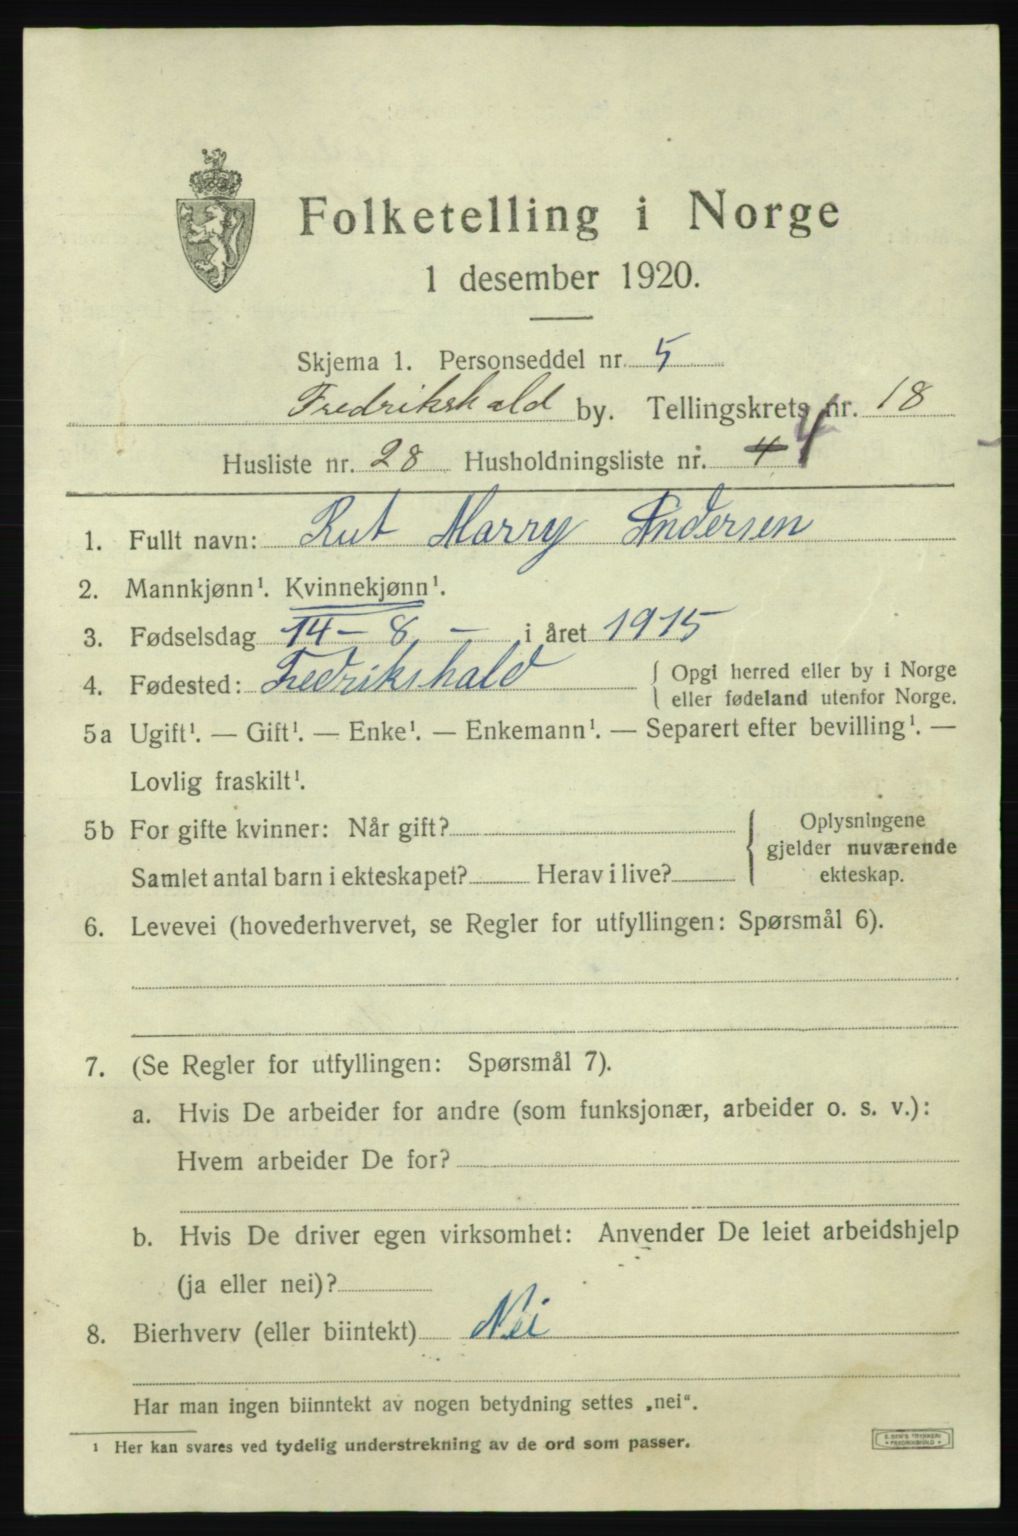 Folketelling i Norge
1 desember 1920.
Skjema 1. Personseddel nr. 5
Fredrikshald by. Tellingskrets nr. 18
Husliste nr. 28 Husholdningsliste nr. 4 4
1. Fullt navn: Rut Marry Andersen
2. Mannkjønn¹. Kvinnekjønn¹.
3. Fødselsdag 14 - 8 - i året 1915
4. Fødested: Fredrikshald { Opgi herred eller by i Norge
eller fødeland utenfor Norge.
5a Ugift¹. — Gift¹. — Enke¹. — Enkemann¹. — Separert efter bevilling¹. —
Lovlig fraskilt¹.
5b For gifte kvinner: Når gift?
Samlet antal barn i ekteskapet? Herav i live?
{ Oplysningene
gjelder nuværende
ekteskap.
6. Levevei (hovederhvervet, se Regler for utfyllingen: Spørsmål 6).
7. (Se Regler for utfyllingen: Spørsmål 7).
a. Hvis De arbeider for andre (som funksjonær, arbeider o. s. v.):
Hvem arbeider De for?
b. Hvis De driver egen virksomhet: Anvender De leiet arbeidshjelp
(ja eller nei)?
8. Bierhverv (eller biintekt) Nei
Har man ingen biinntekt av nogen betydning settes „nei“.
¹ Her kan svares ved tydelig understrekning av de ord som passer.